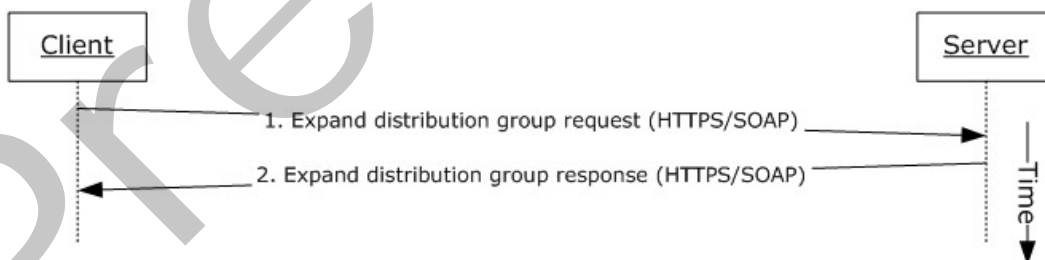 Client
Server
1. Expand distribution group request (HTTPS/SOAP)
2. Expand distribution group response (HTTPS/SOAP)
Time